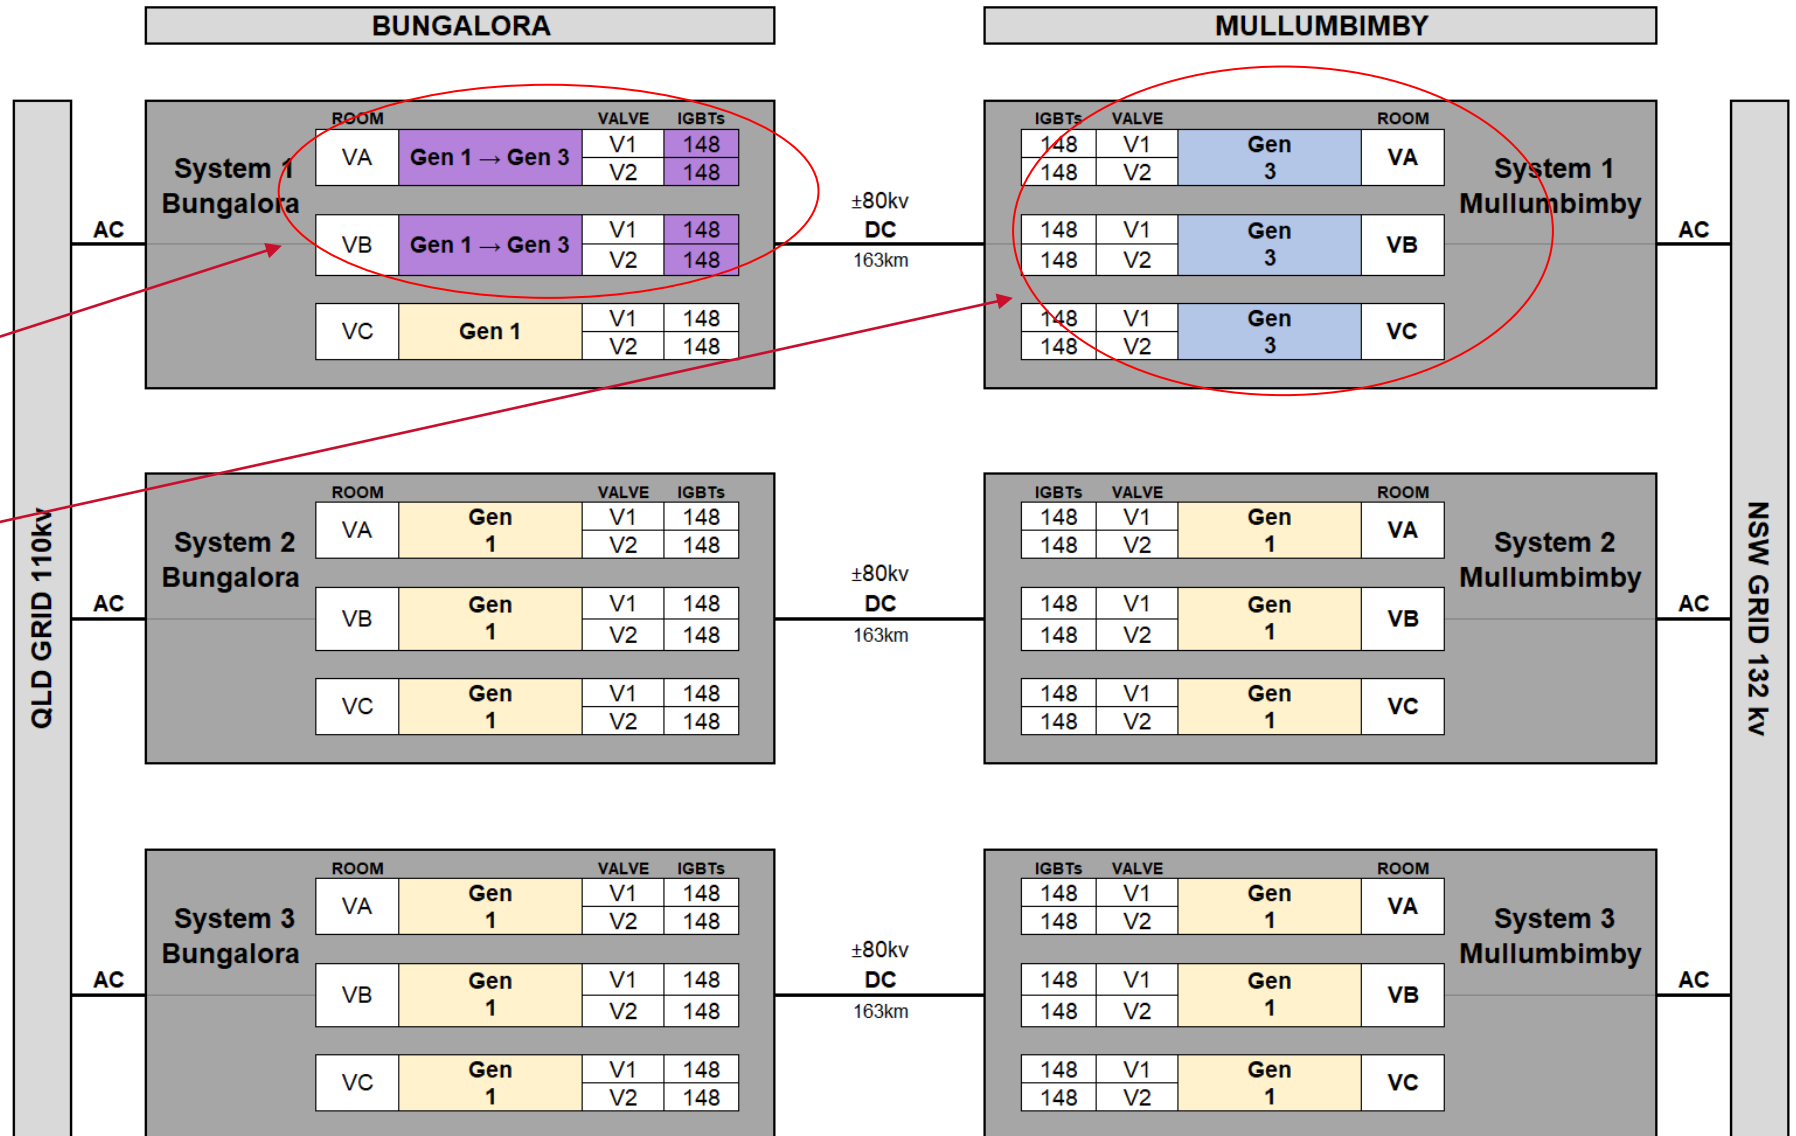 BUNGALORA
MULLUMBIMBY
QLD GRID 110kv
NSW GRID 132 kv
System 1
Bungalora
AC
ROOM VALVE IGBTs
VA Gen 1 → Gen 3 V1 148
V2 148
VB Gen 1 → Gen 3 V1 148
V2 148
VC Gen 1 V1 148
V2 148
±80kv
DC
163km
IGBTs VALVE ROOM
148 V1 Gen
3 VA
148 V2
148 V1 Gen
3 VB
148 V2
148 V1 Gen
3 VC
148 V2
System 1
Mullumbimby
AC
System 2
Bungalora
AC
ROOM VALVE IGBTs
VA Gen
1 V1 148
V2 148
VB Gen
1 V1 148
V2 148
VC Gen
1 V1 148
V2 148
±80kv
DC
163km
IGBTs VALVE ROOM
148 V1 Gen
1 VA
148 V2
148 V1 Gen
1 VB
148 V2
148 V1 Gen
1 VC
148 V2
System 2
Mullumbimby
AC
System 3
Bungalora
AC
ROOM VALVE IGBTs
VA Gen
1 V1 148
V2 148
VB Gen
1 V1 148
V2 148
VC Gen
1 V1 148
V2 148
±80kv
DC
163km
IGBTs VALVE ROOM
148 V1 Gen
1 VA
148 V2
148 V1 Gen
1 VB
148 V2
148 V1 Gen
1 VC
148 V2
System 3
Mullumbimby
AC